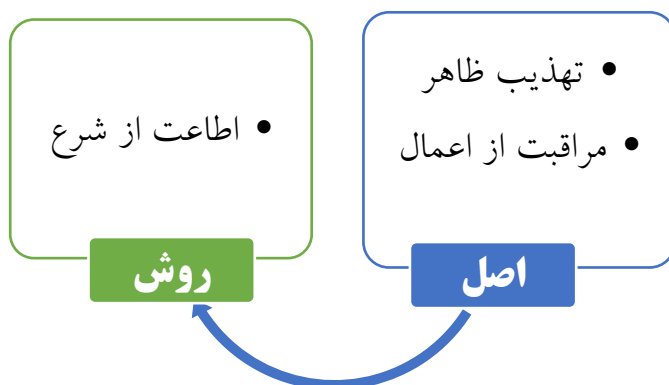 • تهذیب ظاهر
• مراقبت از اعمال
اصل
• اطاعت از شرع
روش